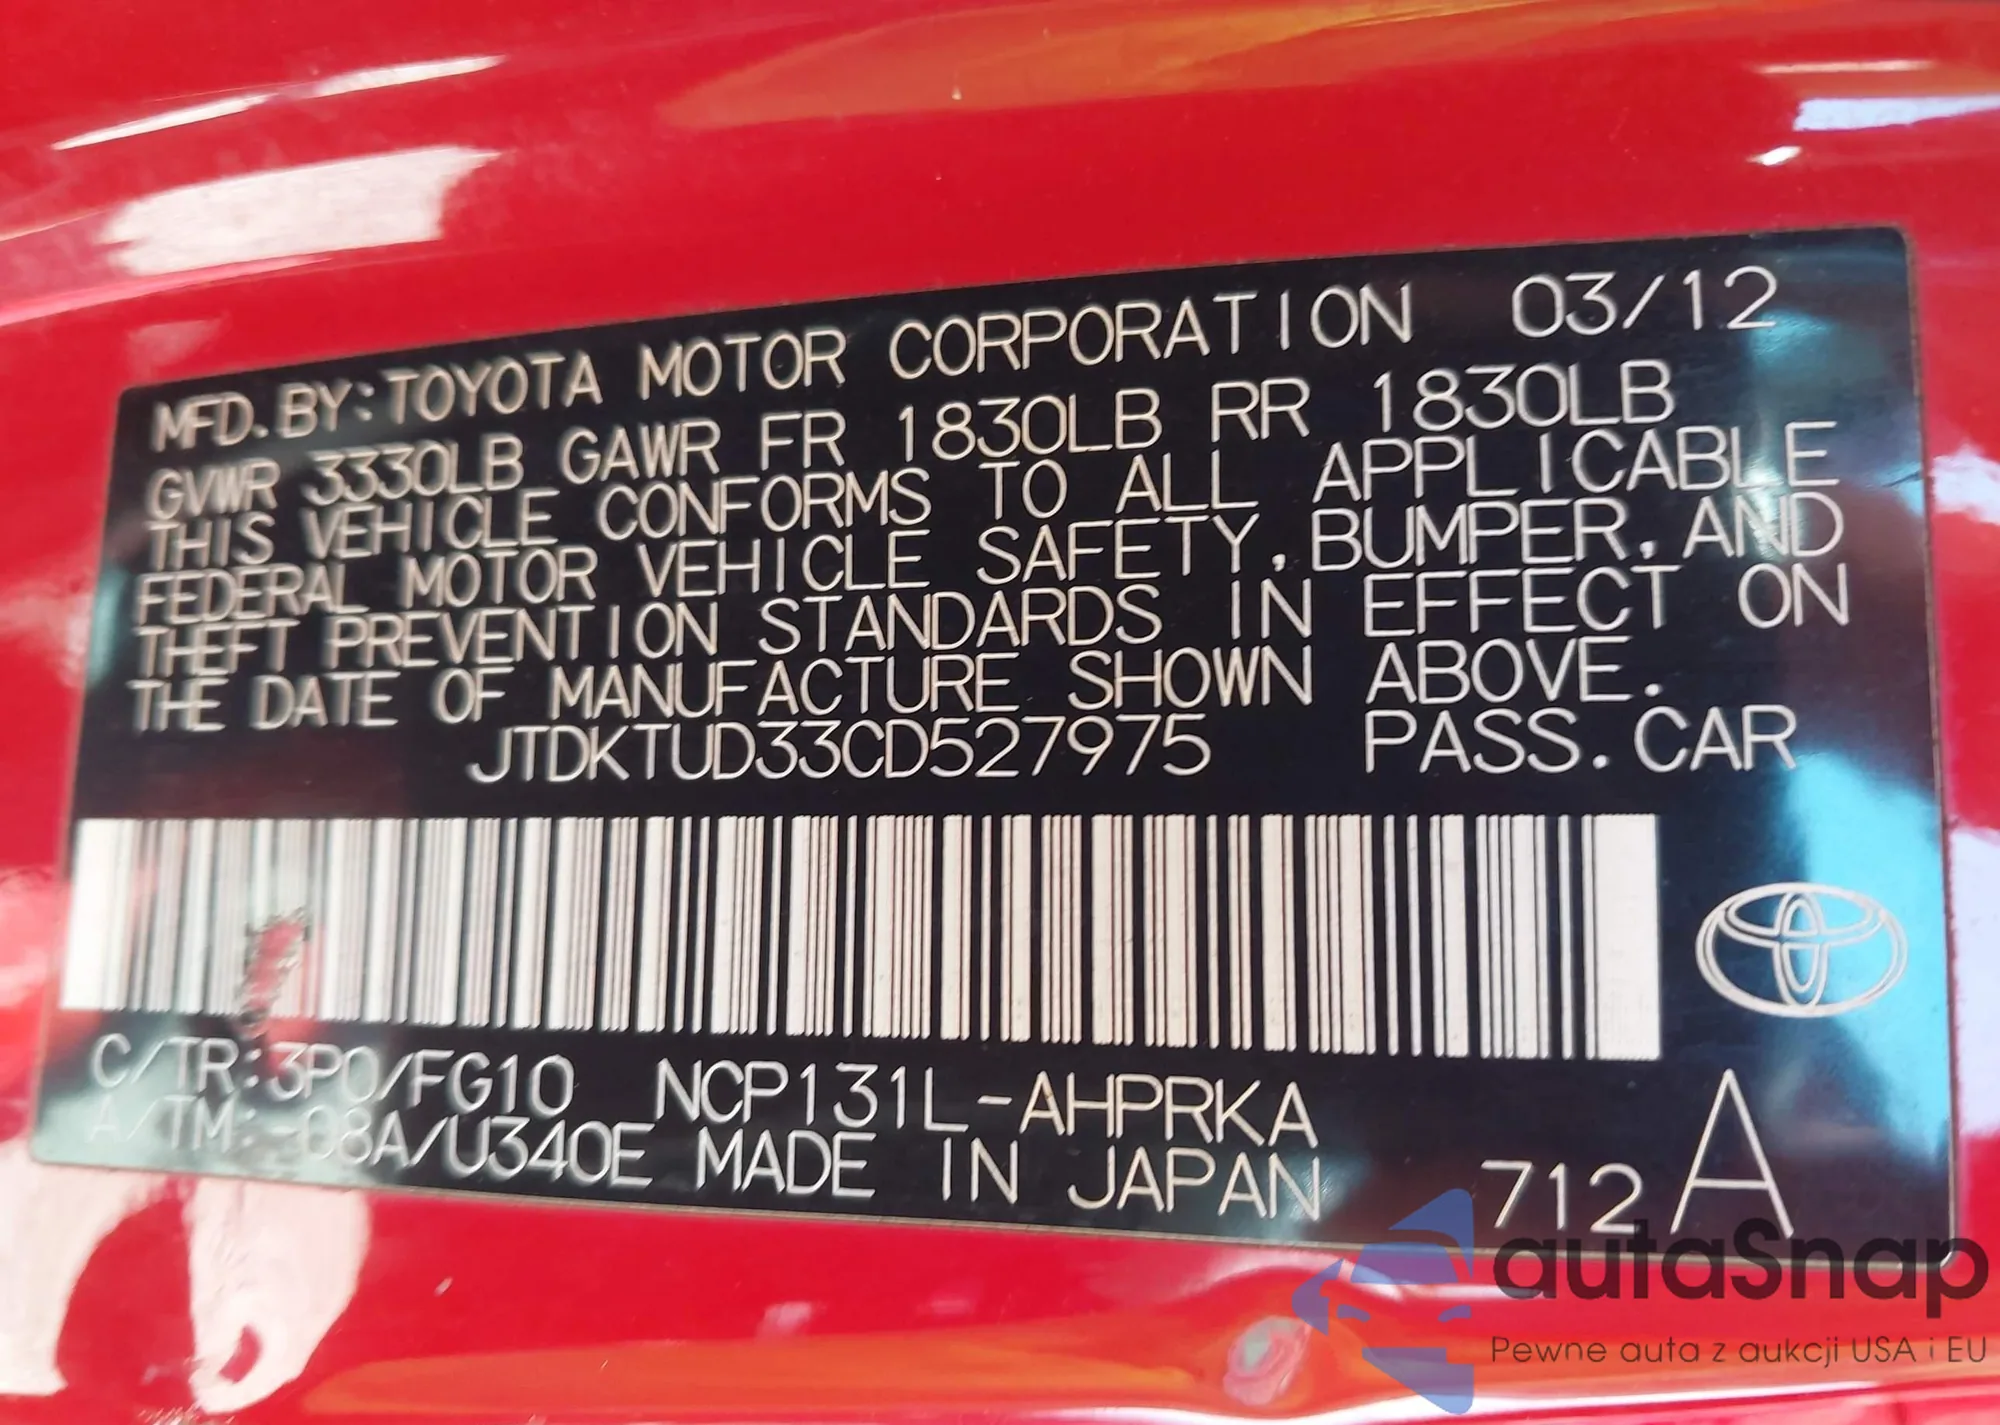 MFD. BY: TOYOTA MOTOR CORPORATION 03/12
GVWR 3330LB GAWR FR 1830LB RR 1830LB
THIS VEHICLE CONFORMS TO ALL APPLICABLE
FEDERAL MOTOR VEHICLE SAFETY, BUMPER, AND
THEFT PREVENTION STANDARDS IN EFFECT ON
THE DATE OF MANUFACTURE SHOWN ABOVE.
JTDKTUD33CD527975 PASS. CAR
C/TR: 3P0/FG10 NCP131L-AHPRKA
A/TM: -08A/U340E MADE IN JAPAN 712 A
autaSnap
Pewne auta z aukcji USA i EU